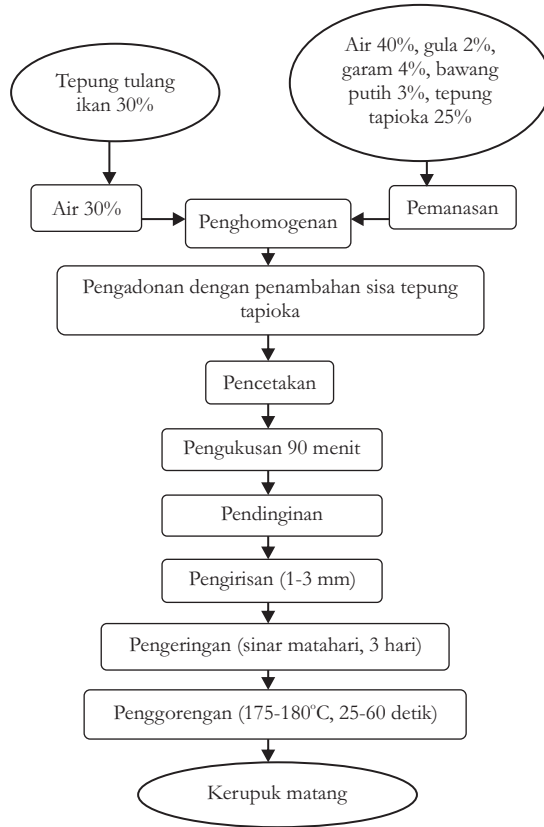 Tepung tulang
ikan 30%
Air 40%, gula 2%,
garam 4%, bawang
putih 3%, tepung
tapioka 25%
Air 30%
Penghomogenan
Pemanasan
Pengadonan dengan penambahan sisa tepung
tapioka
Pencetakan
Pengukusan 90 menit
Pendinginan
Pengirisan (1-3 mm)
Pengeringan (sinar matahari, 3 hari)
Penggorengan (175-180°C, 25-60 detik)
Kerupuk matang